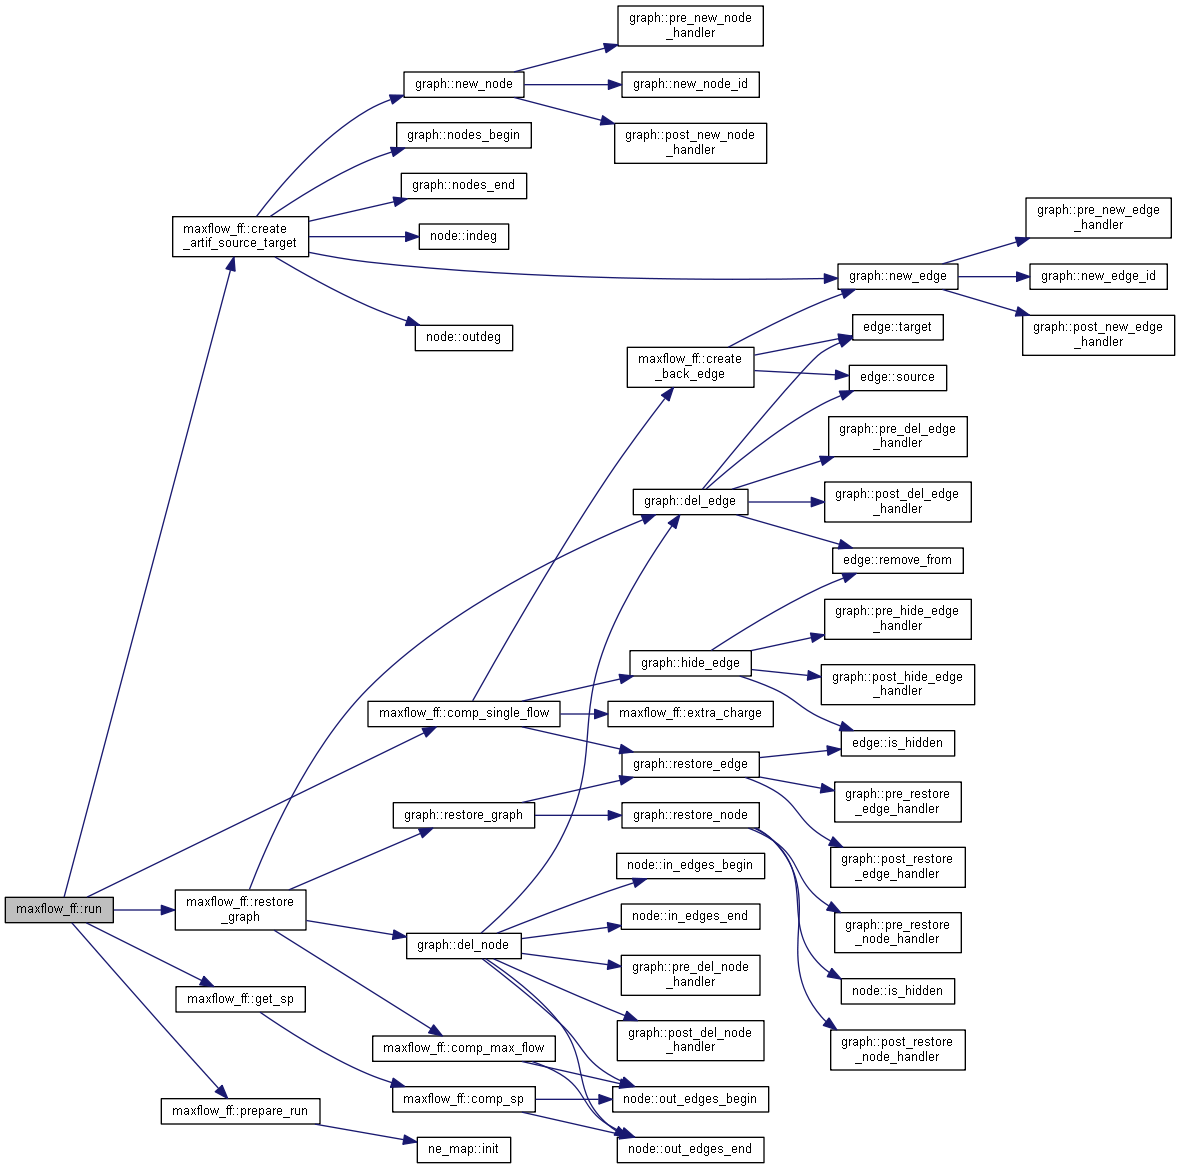 graph::pre_new_node
_handler
graph::new_node
graph::new_node_id
graph::nodes_begin
graph::post_new_node
_handler
graph::nodes_end
maxflow_ff::create
_artif_source_target
node::indeg
node::outdeg
graph::pre_new_edge
_handler
graph::new_edge
graph::new_edge_id
graph::post_new_edge
_handler
edge::target
maxflow_ff::create
_back_edge
edge::source
graph::pre_del_edge
_handler
graph::del_edge
graph::post_del_edge
_handler
edge::remove_from
graph::pre_hide_edge
_handler
graph::hide_edge
graph::post_hide_edge
_handler
maxflow_ff::comp_single_flow
maxflow_ff::extra_charge
edge::is_hidden
graph::restore_edge
graph::pre_restore
_edge_handler
graph::restore_graph
graph::restore_node
graph::post_restore
_edge_handler
node::in_edges_begin
maxflow_ff::run
maxflow_ff::restore
_graph
node::in_edges_end
graph::pre_restore
_node_handler
graph::del_node
graph::pre_del_node
_handler
node::is_hidden
maxflow_ff::get_sp
graph::post_del_node
_handler
graph::post_restore
_node_handler
maxflow_ff::comp_max_flow
maxflow_ff::comp_sp
node::out_edges_begin
maxflow_ff::prepare_run
ne_map::init
node::out_edges_end